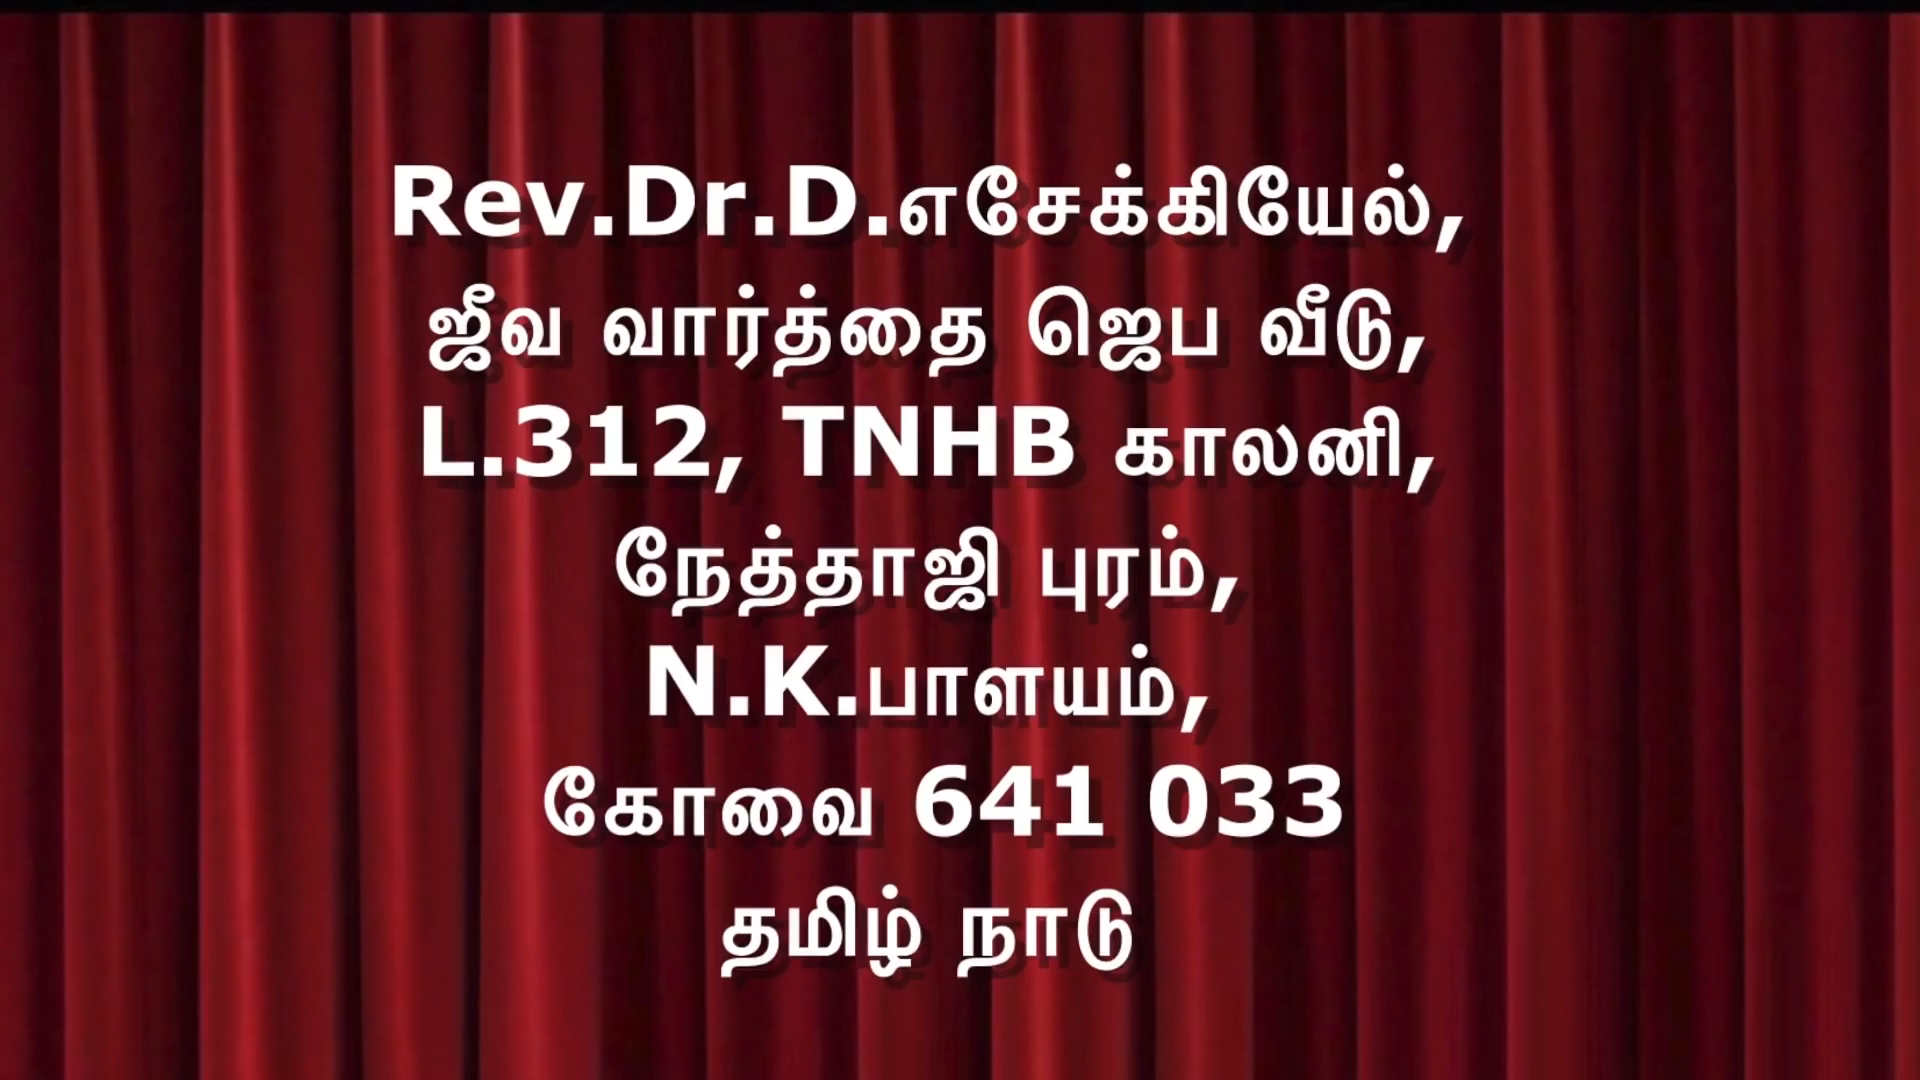 Rev.Dr.D.எசேக்கியேல்,
ஜீவ வார்த்தை ஜெப வீடு,
L.312, TNHB காலனி,
நேத்தாஜி புரம்,
N.K.பாளயம்,
கோவை 641 033
தமிழ் நாடு